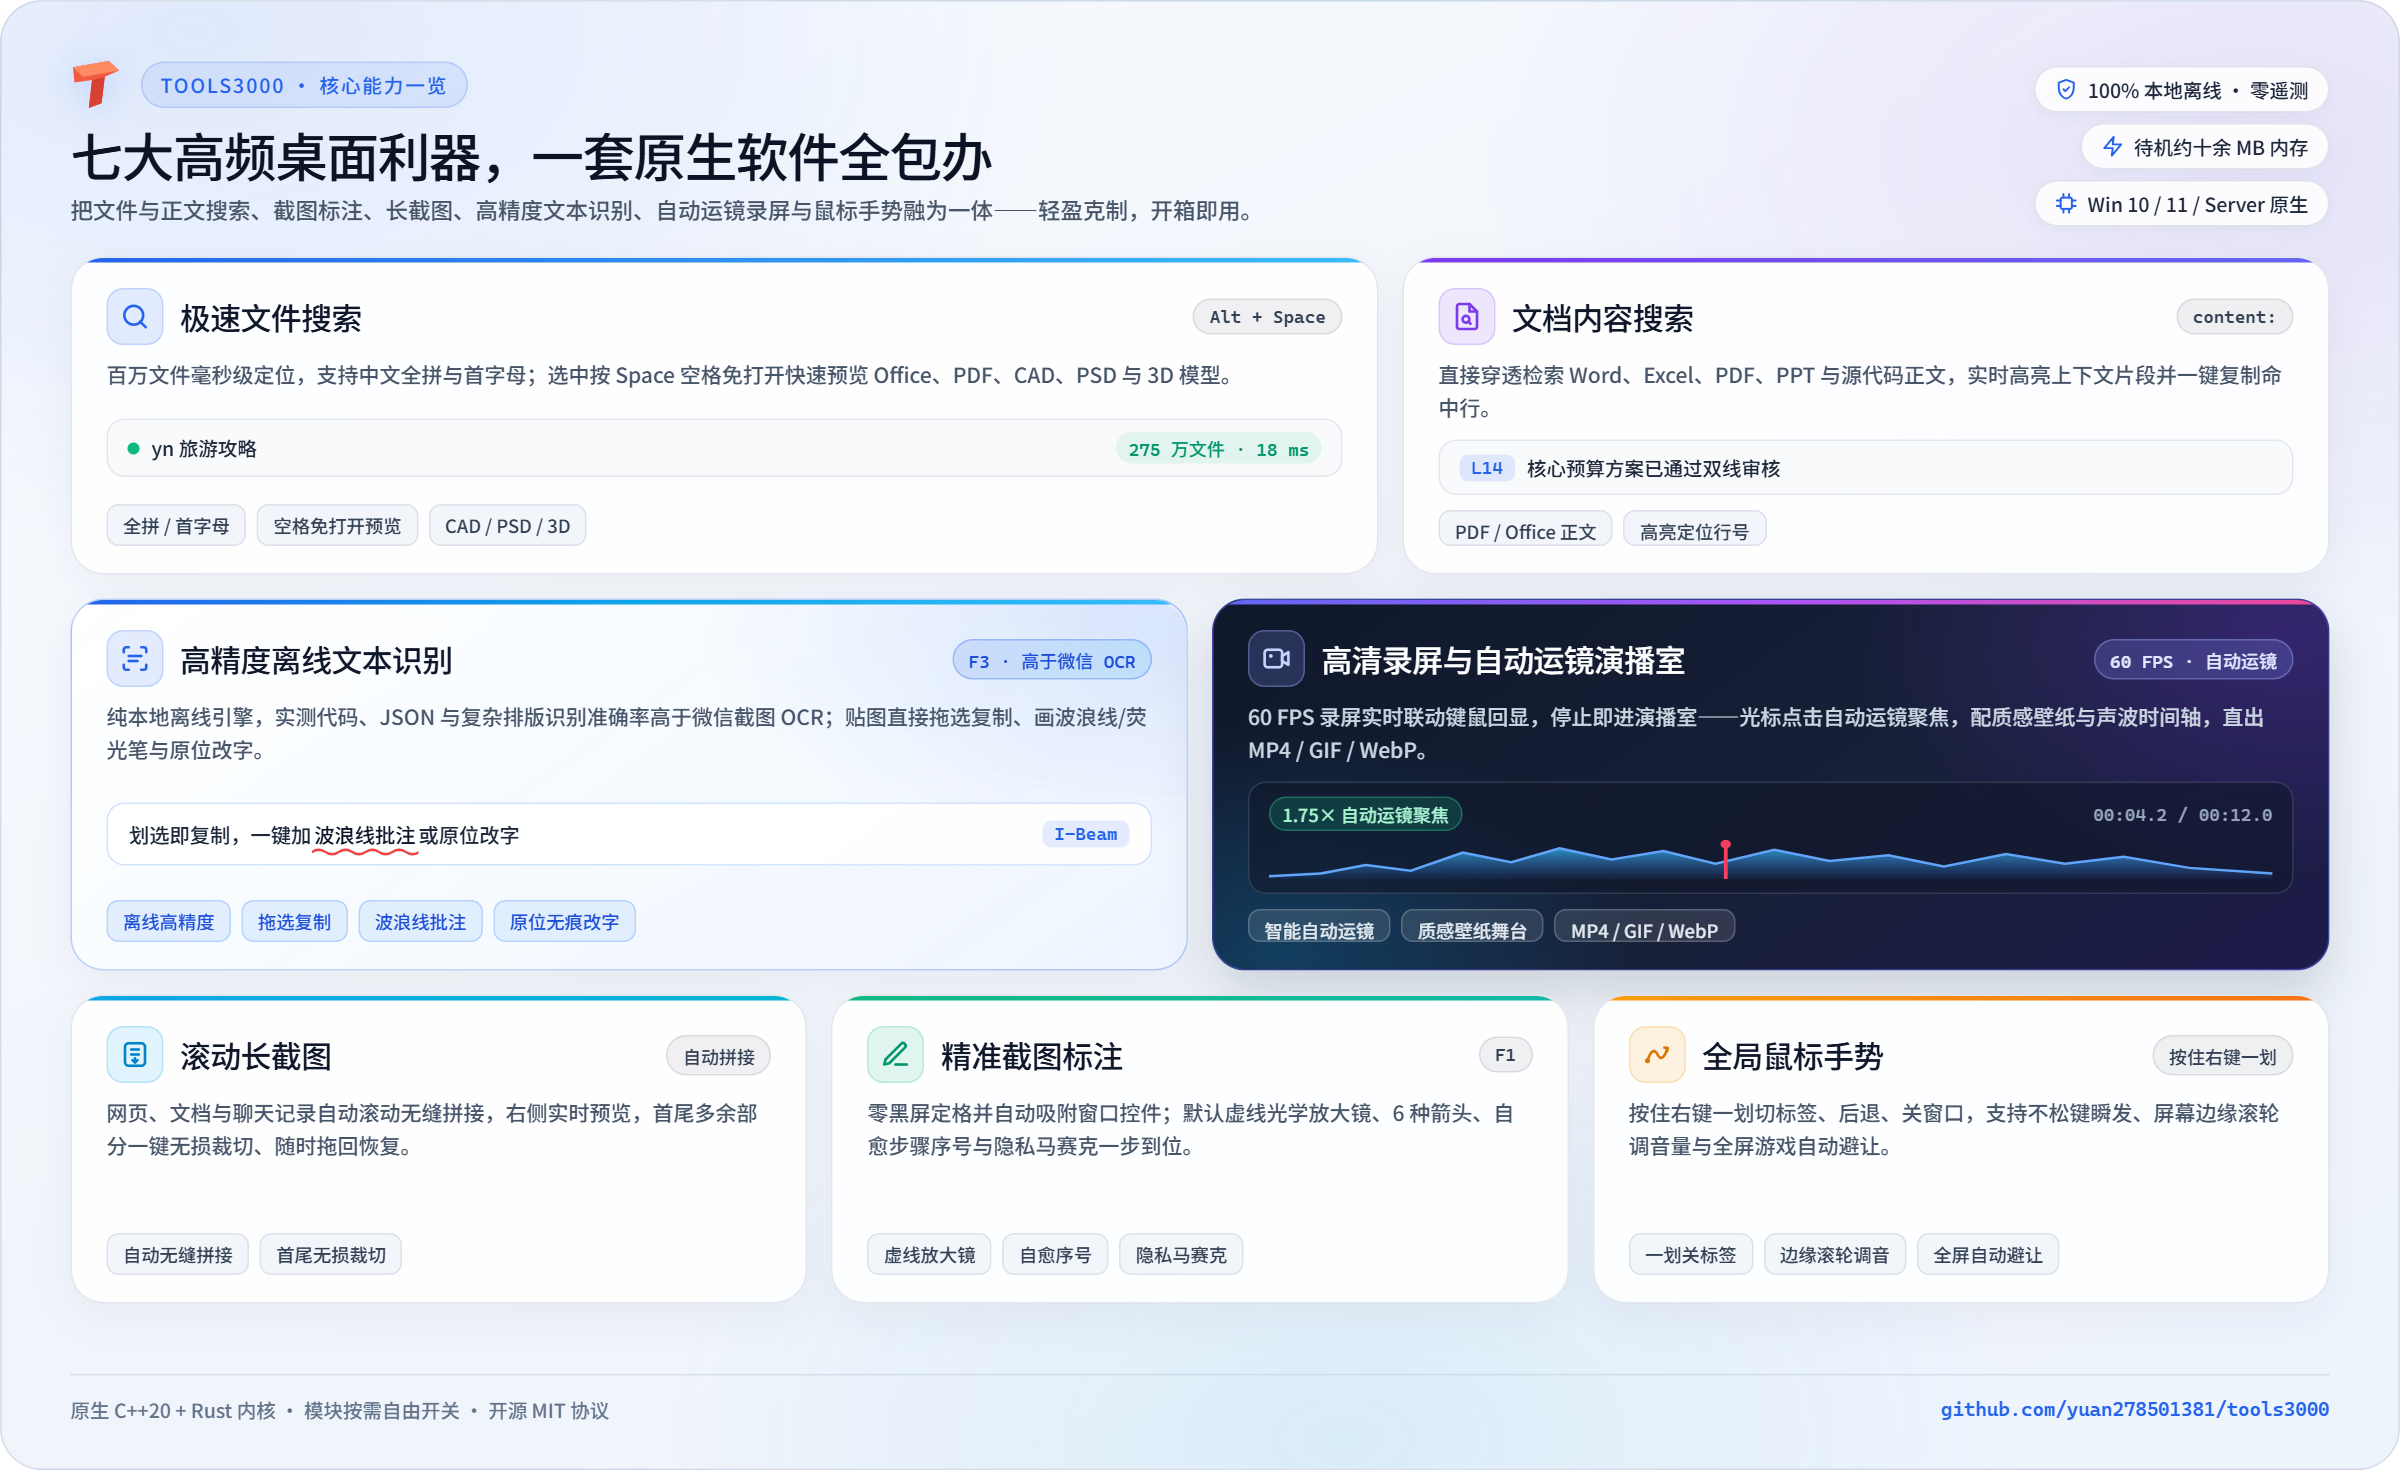 TOOLS3000 • 核心能力一览
七大高频桌面利器，一套原生软件全包办
把文件与正文搜索、截图标注、长截图、高精度文本识别、自动运镜录屏与鼠标手势融为一体——轻盈克制，开箱即用。
100% 本地离线 • 零遥测
待机约十余 MB 内存
Win 10 / 11 / Server 原生
极速文件搜索
Alt + Space
百万文件毫秒级定位，支持中文全拼与首字母；选中按 Space 空格免打开快速预览 Office、PDF、CAD、PSD 与 3D 模型。
yn 旅游攻略
275 万文件 · 18 ms
全拼 / 首字母
空格免打开预览
CAD / PSD / 3D
文档内容搜索
content:
直接穿透检索 Word、Excel、PDF、PPT 与源代码正文，实时高亮上下文片段并一键复制命
中行。
L14 核心预算方案已通过双线审核
PDF / Office 正文
高亮定位行号
高精度离线文本识别
F3 · 高于微信 OCR
纯本地离线引擎，实测代码、JSON 与复杂排版识别准确率高于微信截图 OCR；贴图直接拖选复制、画波浪线/荧
光笔与原位改字。
划选即复制，一键加 波浪线批注 或原位改字
I-Beam
离线高精度
拖选复制
波浪线批注
原位无痕改字
高清录屏与自动运镜演播室
60 FPS · 自动运镜
60 FPS 录屏实时联动键鼠回显，停止即进演播室——光标点击自动运镜聚焦，配质感壁纸与声波时间轴，直出
MP4 / GIF / WebP。
1.75× 自动运镜聚焦
00:04.2 / 00:12.0
智能自动运镜
质感壁纸舞台
MP4 / GIF / WebP
滚动长截图
自动拼接
网页、文档与聊天记录自动滚动无缝拼接，右侧实时预览，首尾多余部
分一键无损裁切、随时拖回恢复。
自动无缝拼接
首尾无损裁切
精准截图标注
F1
零黑屏定格并自动吸附窗口控件；默认虚线光学放大镜、6 种箭头、自
愈步骤序号与隐私马赛克一步到位。
虚线放大镜
自愈序号
隐私马赛克
全局鼠标手势
按住右键一划
按住右键一划切标签、后退、关窗口，支持不松键瞬发、屏幕边缘滚轮
调音量与全屏游戏自动避让。
一划关标签
边缘滚轮调音
全屏自动避让
原生 C++20 + Rust 内核 • 模块按需自由开关 • 开源 MIT 协议
github.com/yuan278501381/tools3000